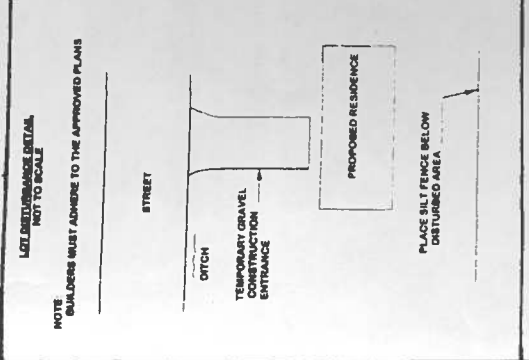 LOT DISTURBANCE DETAIL
NOT TO SCALE
NOTE:
BUILDERS MUST ADHERE TO THE APPROVED PLANS
STREET
DITCH
TEMPORARY GRAVEL
CONSTRUCTION
ENTRANCE
PROPOSED RESIDENCE
PLACE SILT FENCE BELOW
DISTURBED AREA